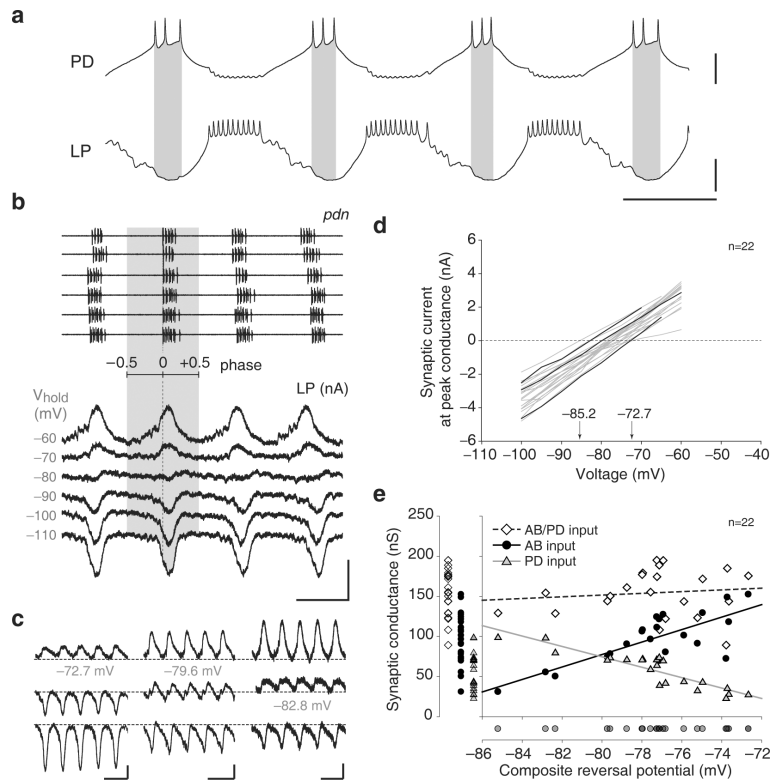 a
PD
LP
b
pdn
−0.5 0 +0.5 phase
Vhold (mV)
LP (nA)
−60
−70
−80
−90
−100
−110
c
−72.7 mV
−79.6 mV
−82.8 mV
d
n=22
Synaptic current
at peak conductance (nA)
6
4
2
0
−2
−4
−6
−85.2 −72.7
−110 −100 −90 −80 −70 −60 −50 −40
Voltage (mV)
e
n=22
AB/PD input
AB input
PD input
Synaptic conductance (nS)
250
200
150
100
50
0
−86 −84 −82 −80 −78 −76 −74 −72
Composite reversal potential (mV)